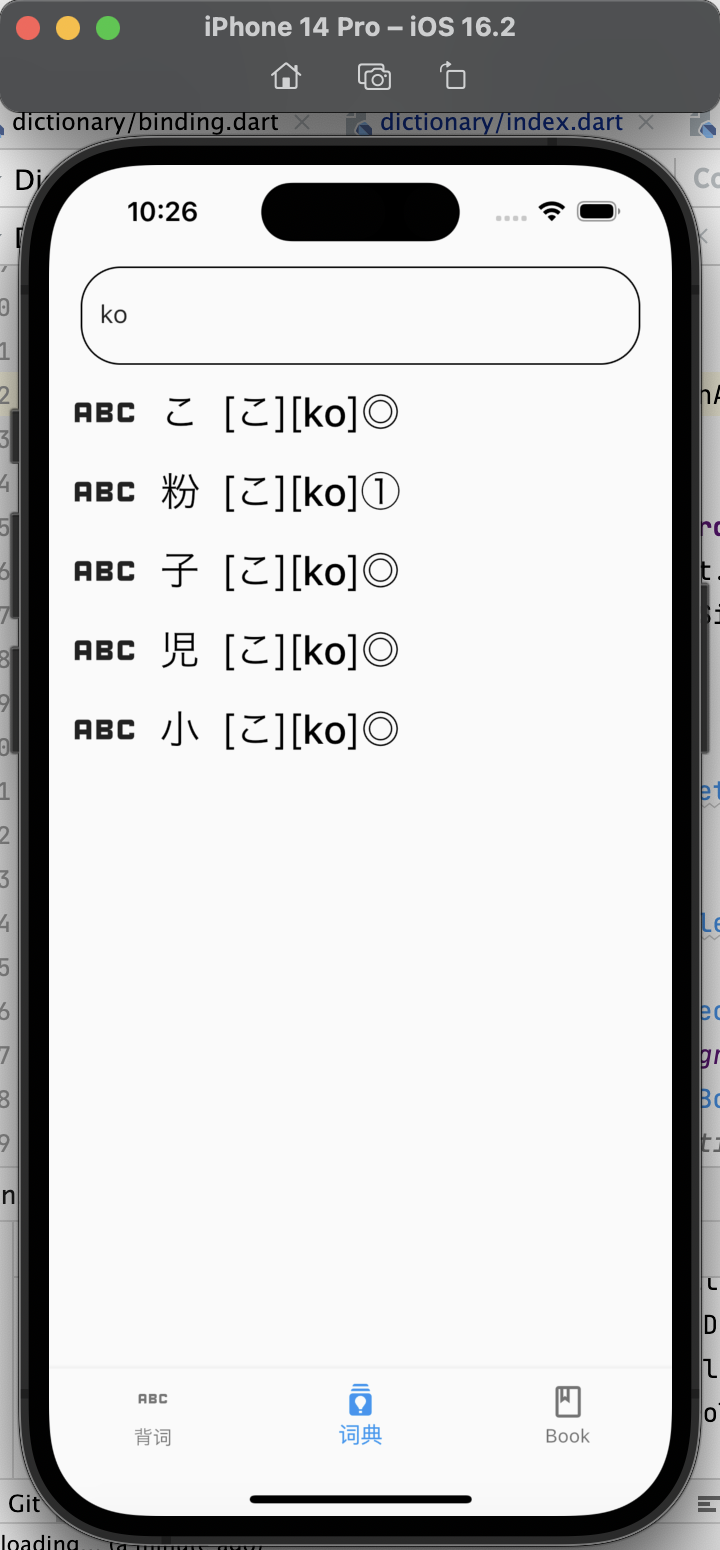 iPhone 14 Pro – iOS 16.2
dictionary/binding.dart dictionary/index.dart
10:26
ko
ABC こ [こ][ko]◎
ABC 粉 [こ][ko]①
ABC 子 [こ][ko]◎
ABC 児 [こ][ko]◎
ABC 小 [こ][ko]◎
ABC
背词 词典 Book
Git